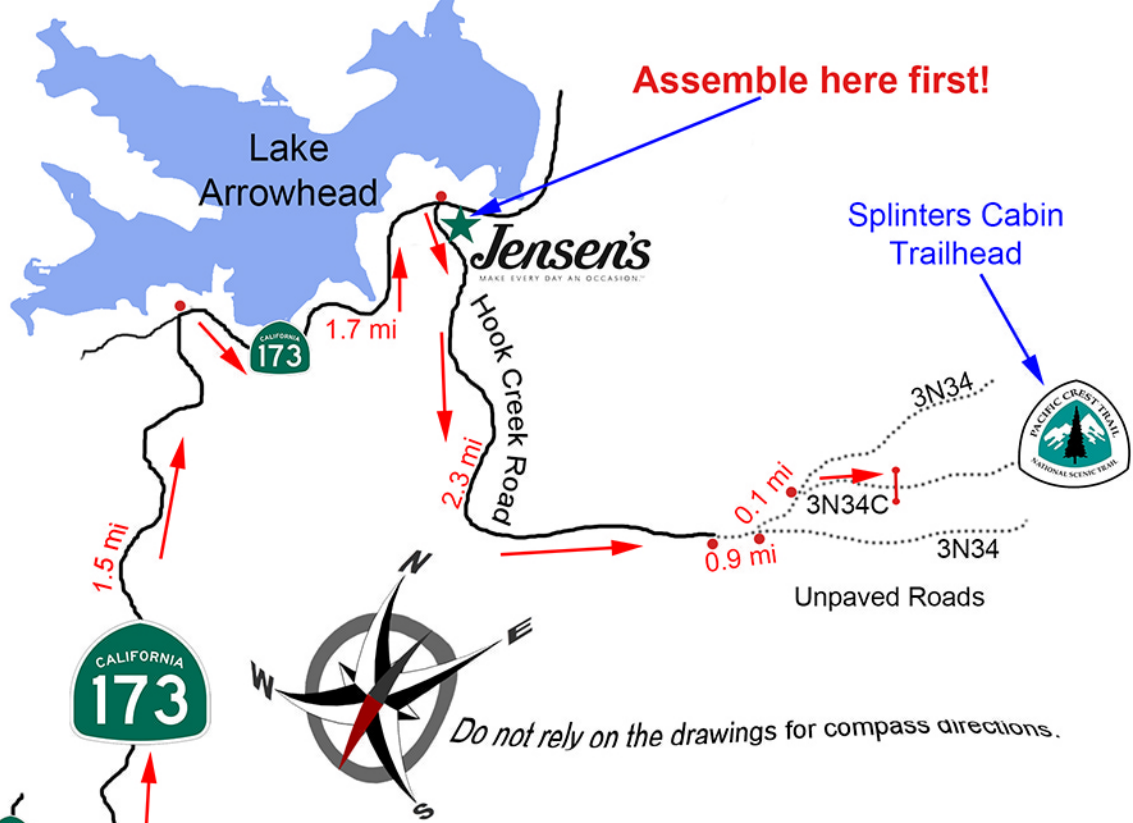 Assemble here first!
Lake
Arrowhead
Splinters Cabin
Trailhead
Jensen's
MAKE EVERY DAY AN OCCASION.™
CALIFORNIA
173
1.7 mi
Hook Creek Road
3N34
PACIFIC CREST TRAIL
NATIONAL SCENIC TRAIL
2.3 mi
0.1 mi
3N34C
1.5 mi
0.9 mi
3N34
Unpaved Roads
N
E
W
S
CALIFORNIA
173
Do not rely on the drawings for compass directions.